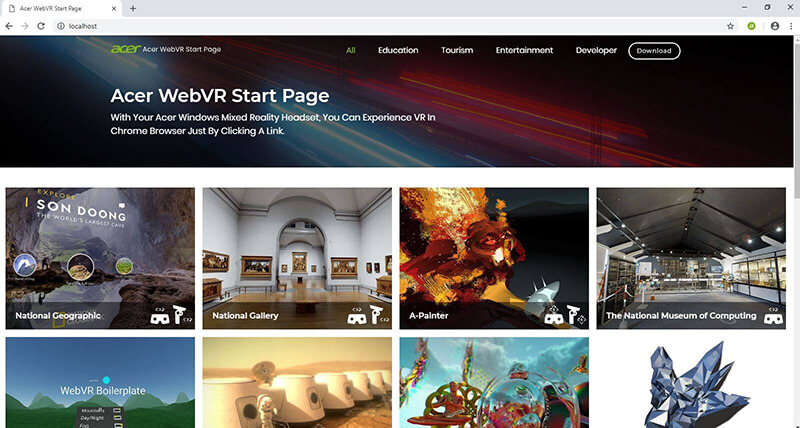 Acer WebVR Start Page
localhost
acer Acer WebVR Start Page
All Education Tourism Entertainment Developer Download
Acer WebVR Start Page
With Your Acer Windows Mixed Reality Headset, You Can Experience VR In
Chrome Browser Just By Clicking A Link.
EXPLORE
SON DOONG
THE WORLD'S LARGEST CAVE
National Geographic
National Gallery
A-Painter
The National Museum of Computing
WebVR Boilerplate
Mountains
Day/Night
Fog